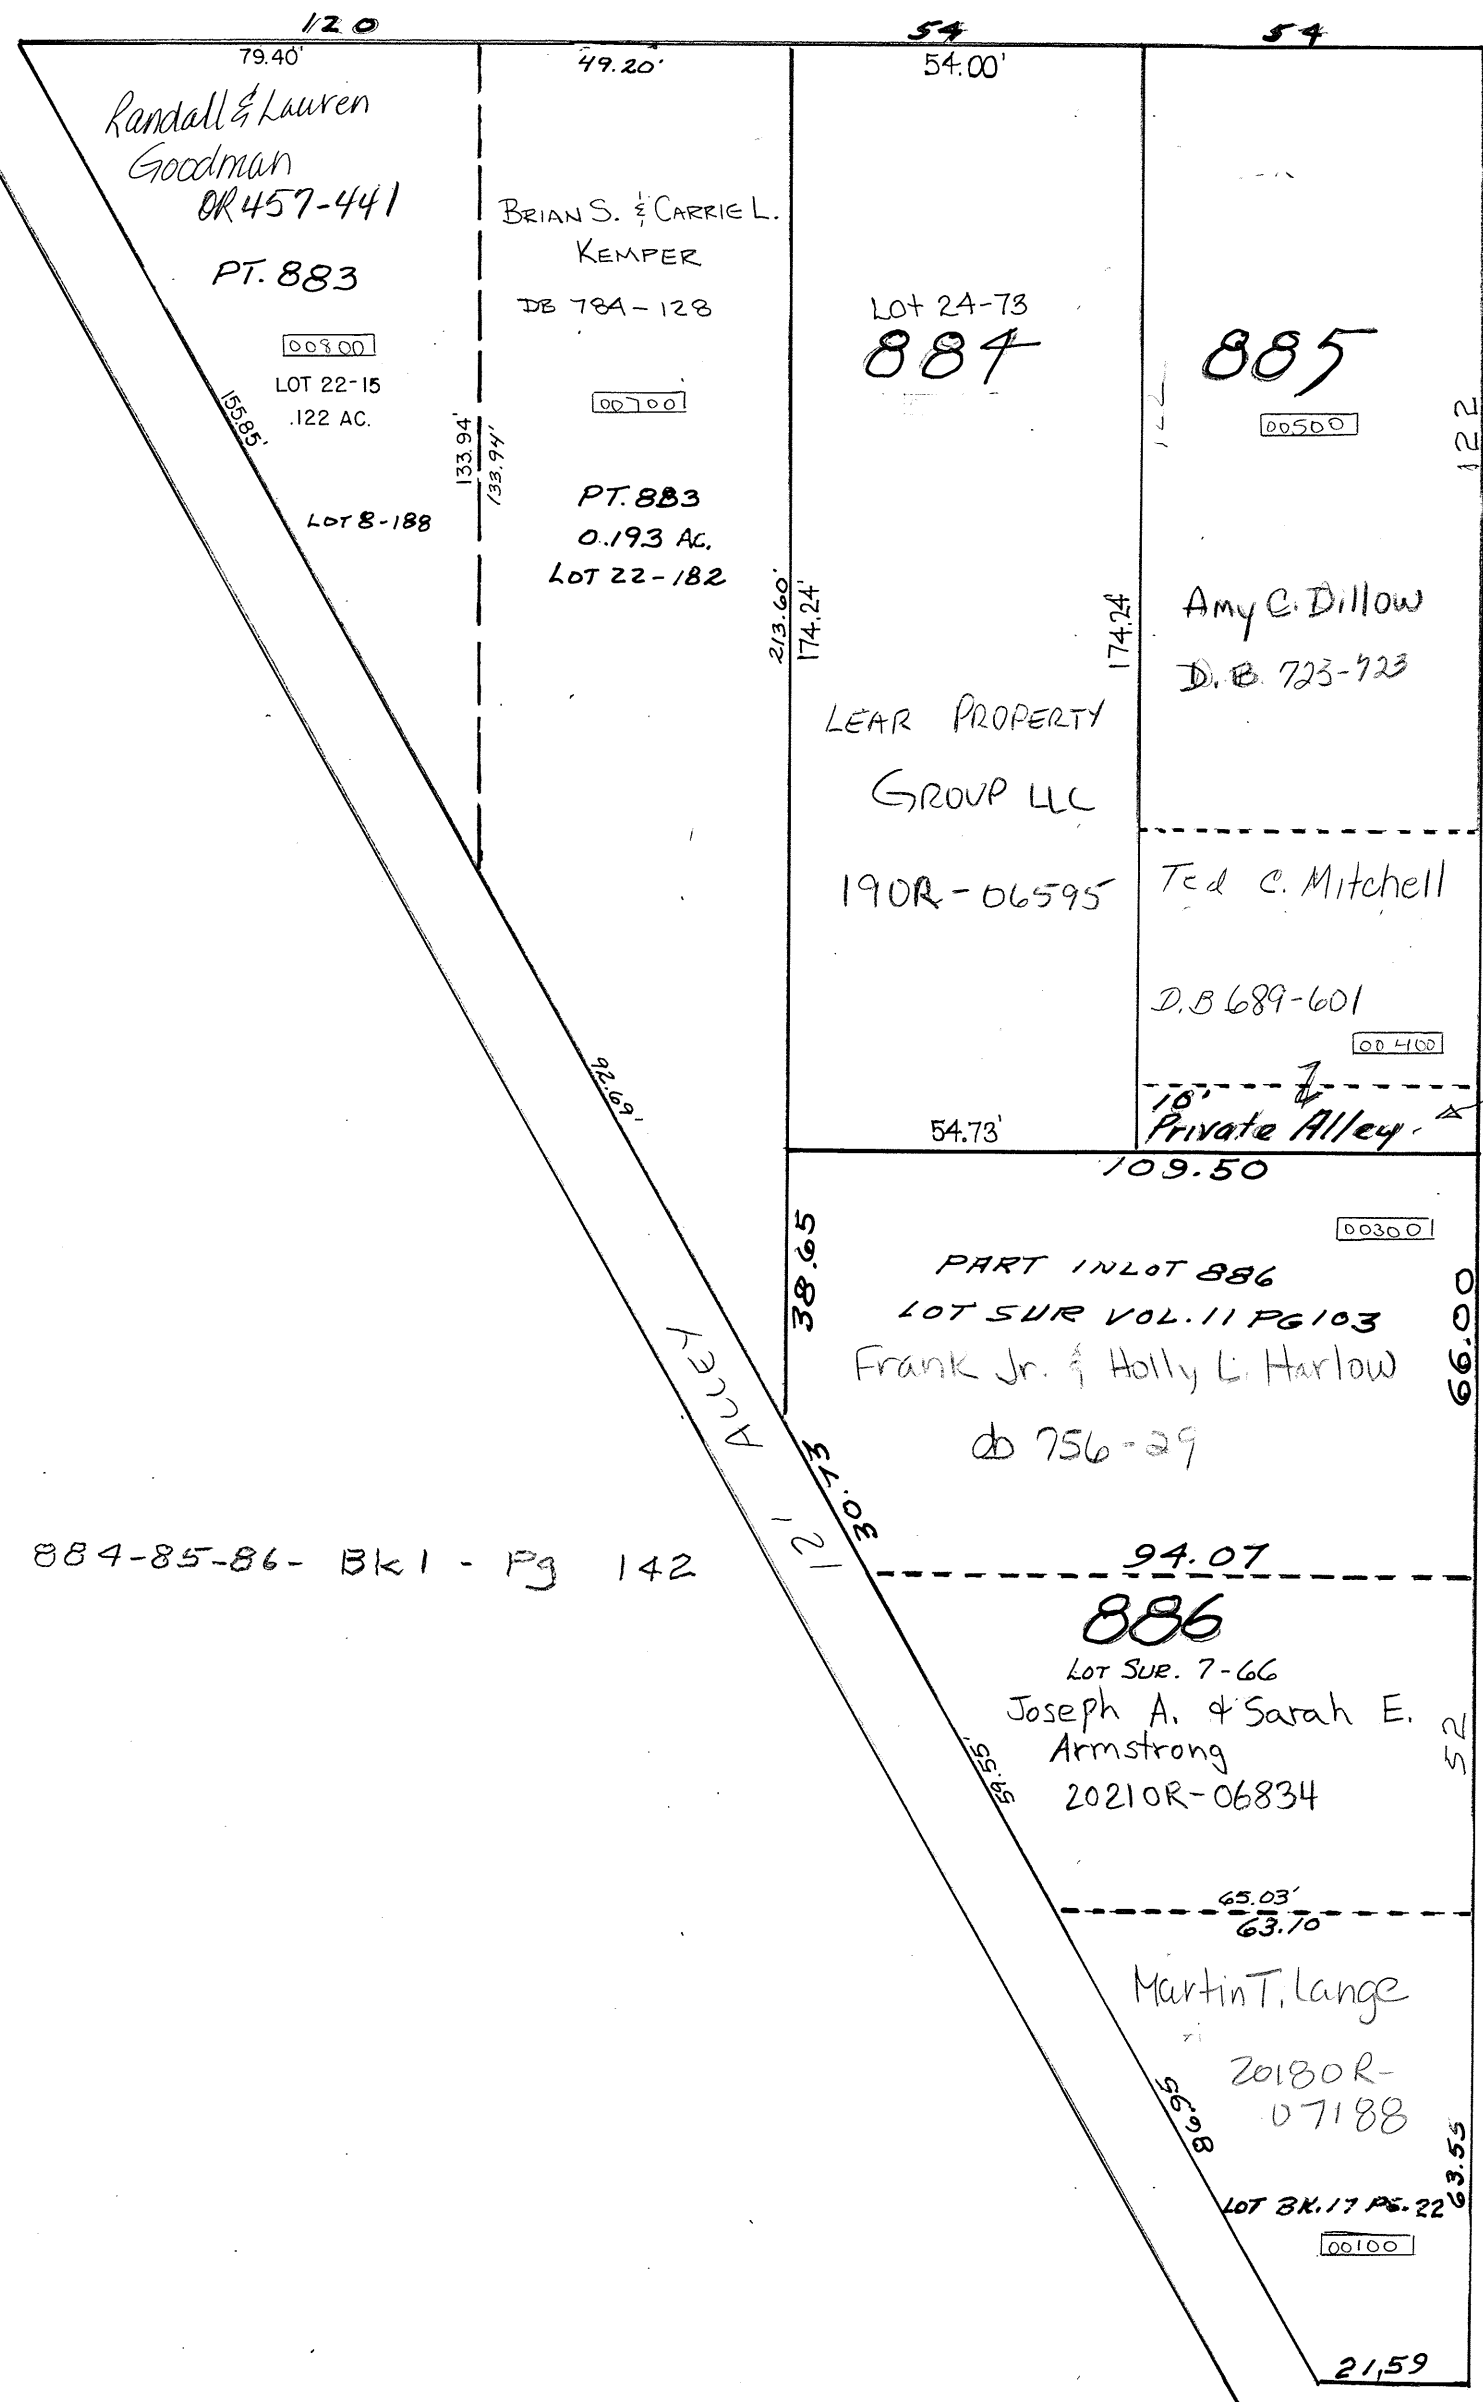 120
54
54
79.40'
49.20'
54.00'
Randall & Lauren
Goodman
OR 457-441
PT. 883
00800
LOT 22-15
.122 AC.
155.85'
LOT 8-188
133.94'
133.94'
BRIAN S. & CARRIE L.
KEMPER
DB 784-128
00700
PT. 883
0.193 AC.
LOT 22-182
213.60'
174.24'
LOT 24-73
884
LEAR PROPERTY
GROUP LLC
190R-06595
54.73'
174.24'
122
885
00500
122
Amy C. Dillow
D.B. 723-923
Ted C. Mitchell
D.B 689-601
00400
10'
Private Alley.
109.50
92.69'
38.65
00300
PART INLOT 886
LOT SUR VOL. 11 PG 103
Frank Jr. & Holly L. Harlow
db 756-29
66.00
ALLEY
12'
30.73
94.07
884-85-86- Bk 1 - Pg 142
886
LOT SUR. 7-66
Joseph A. & Sarah E.
Armstrong
2021OR-06834
52
59.55'
65.03'
63.10
Martin T. Lange
2018OR-
07188
86.95
63.55
LOT BK. 17 PG. 22
00100
21.59